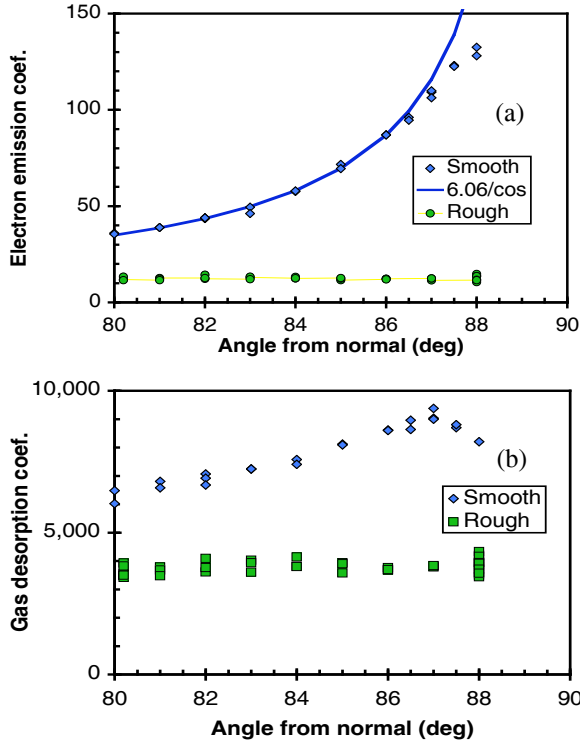 150
100
50
0
Electron emission coef.
(a)
Smooth
6.06/cos
Rough
80 82 84 86 88 90
Angle from normal (deg)
10,000
5,000
0
Gas desorption coef.
(b)
Smooth
Rough
80 82 84 86 88 90
Angle from normal (deg)